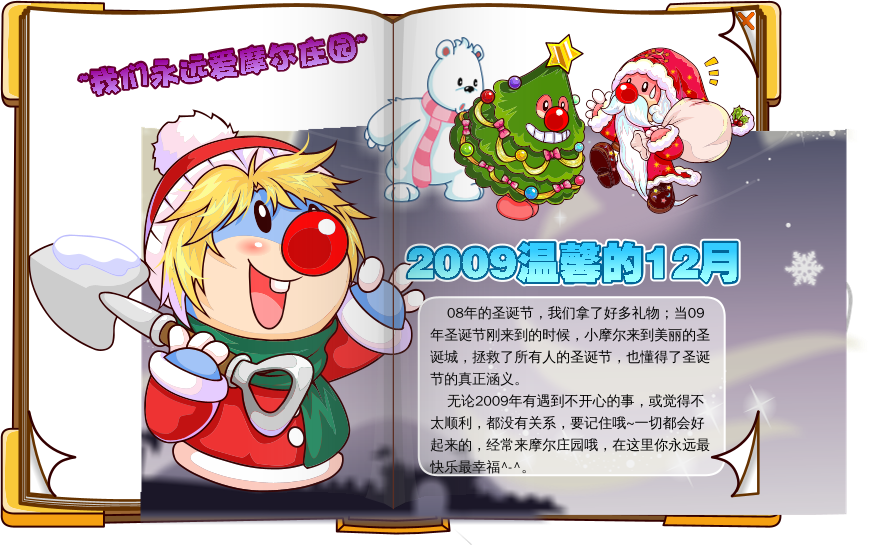 ~我们永远爱摩尔庄园~
2009温馨的12月
08年的圣诞节，我们拿了好多礼物；当09
年圣诞节刚来到的时候，小摩尔来到美丽的圣
诞城，拯救了所有人的圣诞节，也懂得了圣诞
节的真正涵义。
无论2009年有遇到不开心的事，或觉得不
太顺利，都没有关系，要记住哦~一切都会好
起来的，经常来摩尔庄园哦，在这里你永远最
快乐最幸福^-^。